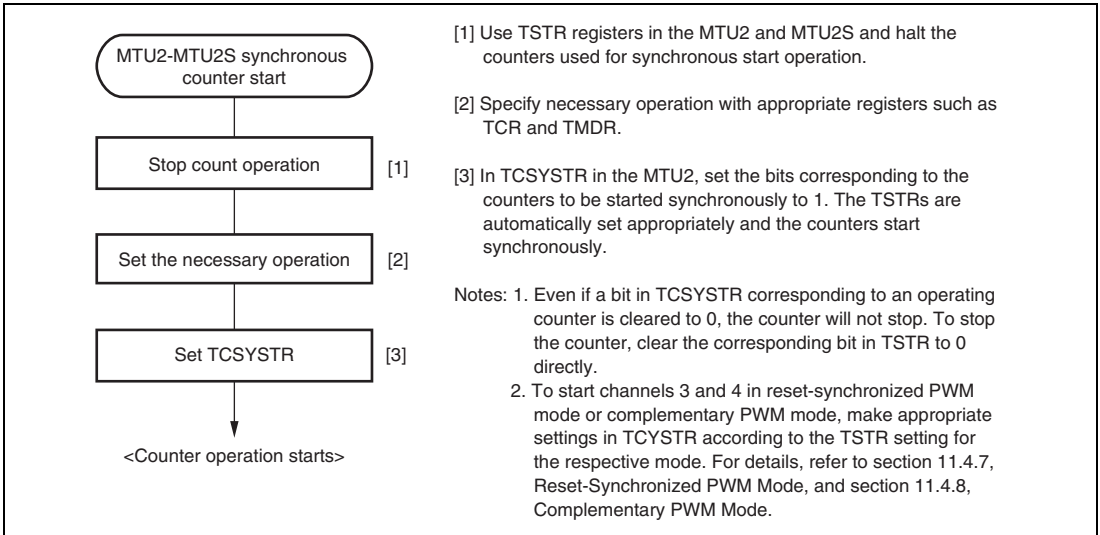 MTU2-MTU2S synchronous
counter start
Stop count operation
[1]
Set the necessary operation
[2]
Set TCSYSTR
[3]
<Counter operation starts>
[1] Use TSTR registers in the MTU2 and MTU2S and halt the
counters used for synchronous start operation.
[2] Specify necessary operation with appropriate registers such as
TCR and TMDR.
[3] In TCSYSTR in the MTU2, set the bits corresponding to the
counters to be started synchronously to 1. The TSTRs are
automatically set appropriately and the counters start
synchronously.
Notes: 1. Even if a bit in TCSYSTR corresponding to an operating
counter is cleared to 0, the counter will not stop. To stop
the counter, clear the corresponding bit in TSTR to 0
directly.
2. To start channels 3 and 4 in reset-synchronized PWM
mode or complementary PWM mode, make appropriate
settings in TCYSTR according to the TSTR setting for
the respective mode. For details, refer to section 11.4.7,
Reset-Synchronized PWM Mode, and section 11.4.8,
Complementary PWM Mode.